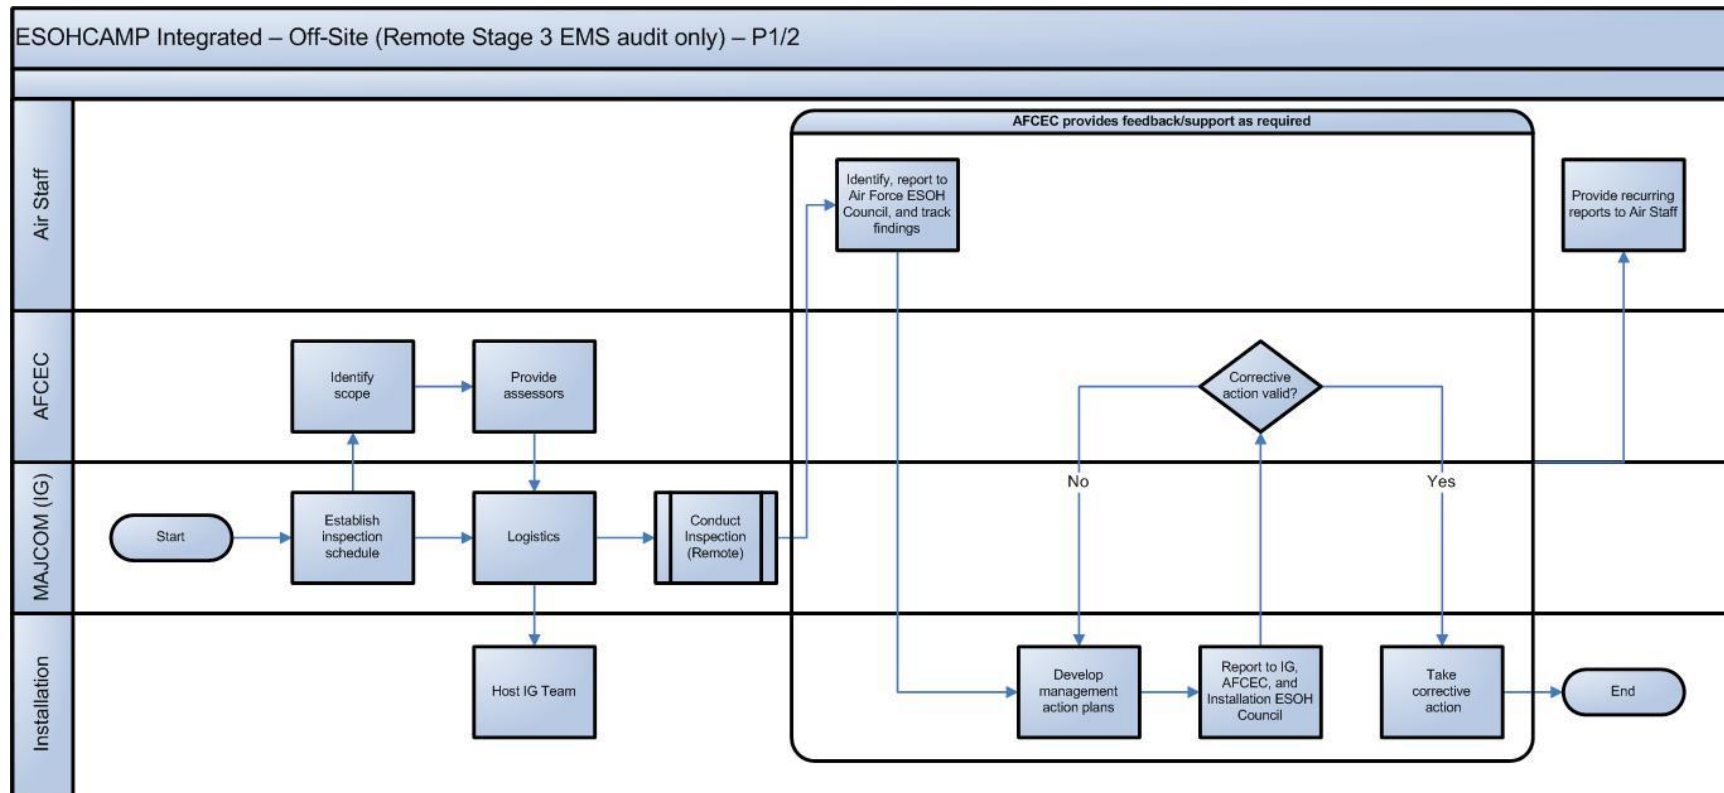 ESOHCAMP Integrated – Off-Site (Remote Stage 3 EMS audit only) – P1/2
AFCEC provides feedback/support as required
Air Staff
Identify, report to
Air Force ESOH
Council, and track
findings
Provide recurring
reports to Air Staff
AFCEC
Identify
scope
Provide
assessors
Corrective
action valid?
No
Yes
MAJCOM (IG)
Start
Establish
inspection
schedule
Logistics
Conduct
Inspection
(Remote)
Installation
Host IG Team
Develop
management
action plans
Report to IG,
AFCEC, and
Installation ESOH
Council
Take
corrective
action
End